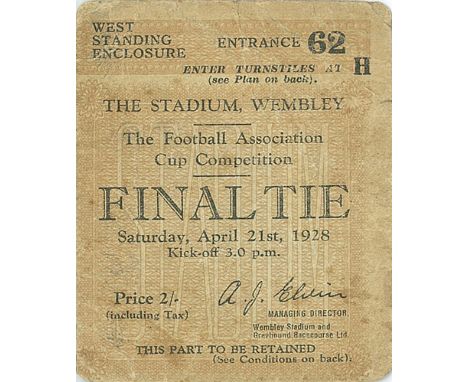 WEST
STANDING
ENCLOSURE
ENTRANCE 62
ENTER TURNSTILES AT H
(see Plan on back).
THE STADIUM, WEMBLEY
The Football Association
Cup Competition
FINAL TIE
Saturday, April 21st, 1928
Kick-off 3.0 p.m.
Price 2/-
(including Tax)
A. J. Elvin
MANAGING DIRECTOR.
Wembley Stadium and
Greyhound Racecourse Ltd.
THIS PART TO BE RETAINED
(See Conditions on back).